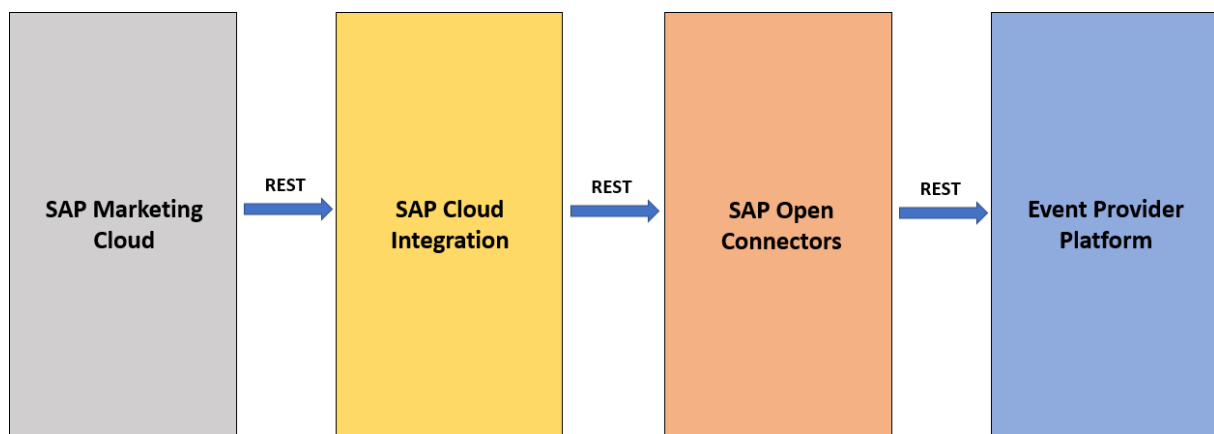 SAP Marketing
Cloud
REST
SAP Cloud
Integration
REST
SAP Open
Connectors
REST
Event Provider
Platform